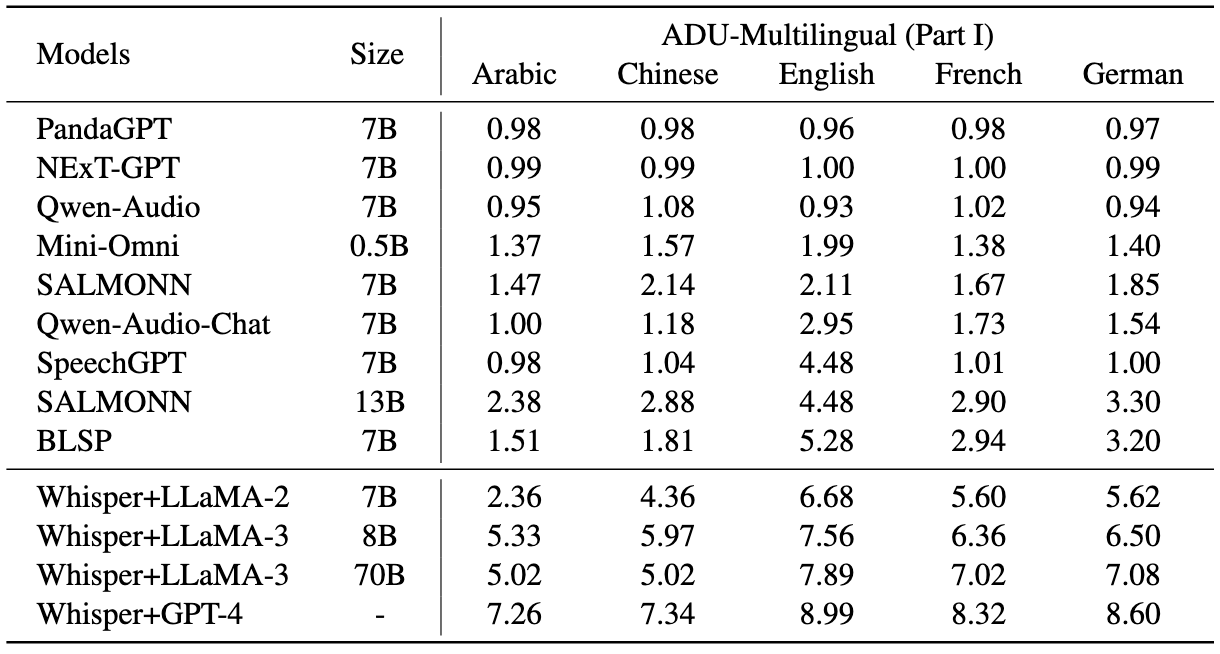 ADU-Multilingual (Part I)
Models Size Arabic Chinese English French German
PandaGPT 7B 0.98 0.98 0.96 0.98 0.97
NExT-GPT 7B 0.99 0.99 1.00 1.00 0.99
Qwen-Audio 7B 0.95 1.08 0.93 1.02 0.94
Mini-Omni 0.5B 1.37 1.57 1.99 1.38 1.40
SALMONN 7B 1.47 2.14 2.11 1.67 1.85
Qwen-Audio-Chat 7B 1.00 1.18 2.95 1.73 1.54
SpeechGPT 7B 0.98 1.04 4.48 1.01 1.00
SALMONN 13B 2.38 2.88 4.48 2.90 3.30
BLSP 7B 1.51 1.81 5.28 2.94 3.20
Whisper+LLaMA-2 7B 2.36 4.36 6.68 5.60 5.62
Whisper+LLaMA-3 8B 5.33 5.97 7.56 6.36 6.50
Whisper+LLaMA-3 70B 5.02 5.02 7.89 7.02 7.08
Whisper+GPT-4 - 7.26 7.34 8.99 8.32 8.60